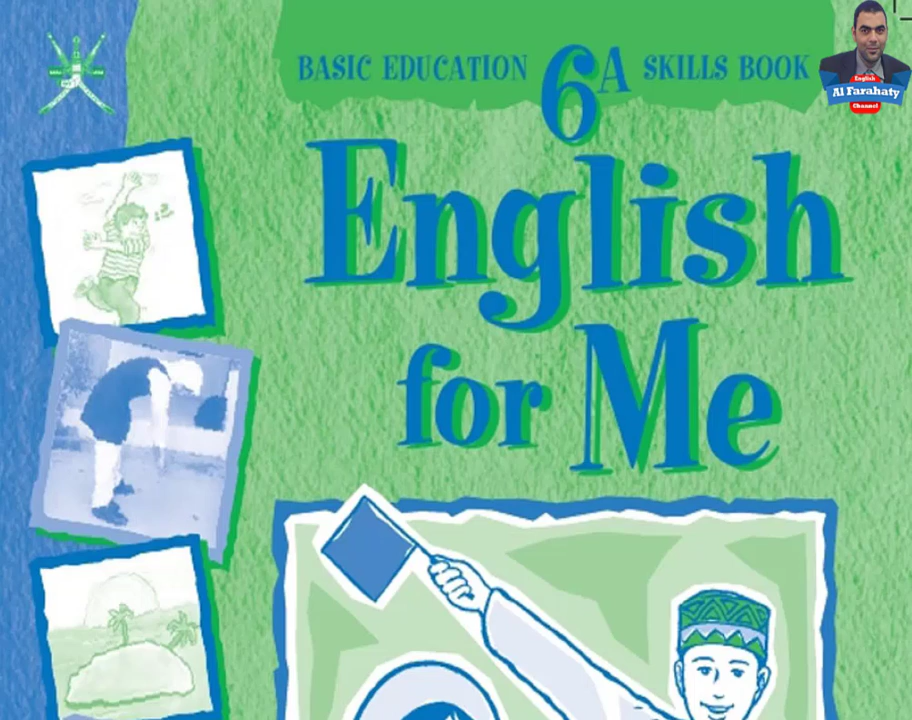 BASIC EDUCATION 6A SKILLS BOOK
English
for Me
English
Al Farahaty
Channel